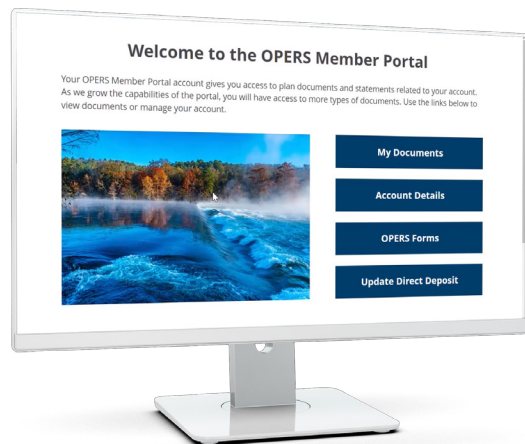 Welcome to the OPERS Member Portal
Your OPERS Member Portal account gives you access to plan documents and statements related to your account.
As we grow the capabilities of the portal, you will have access to more types of documents. Use the links below to
view documents or manage your account.
My Documents
Account Details
OPERS Forms
Update Direct Deposit